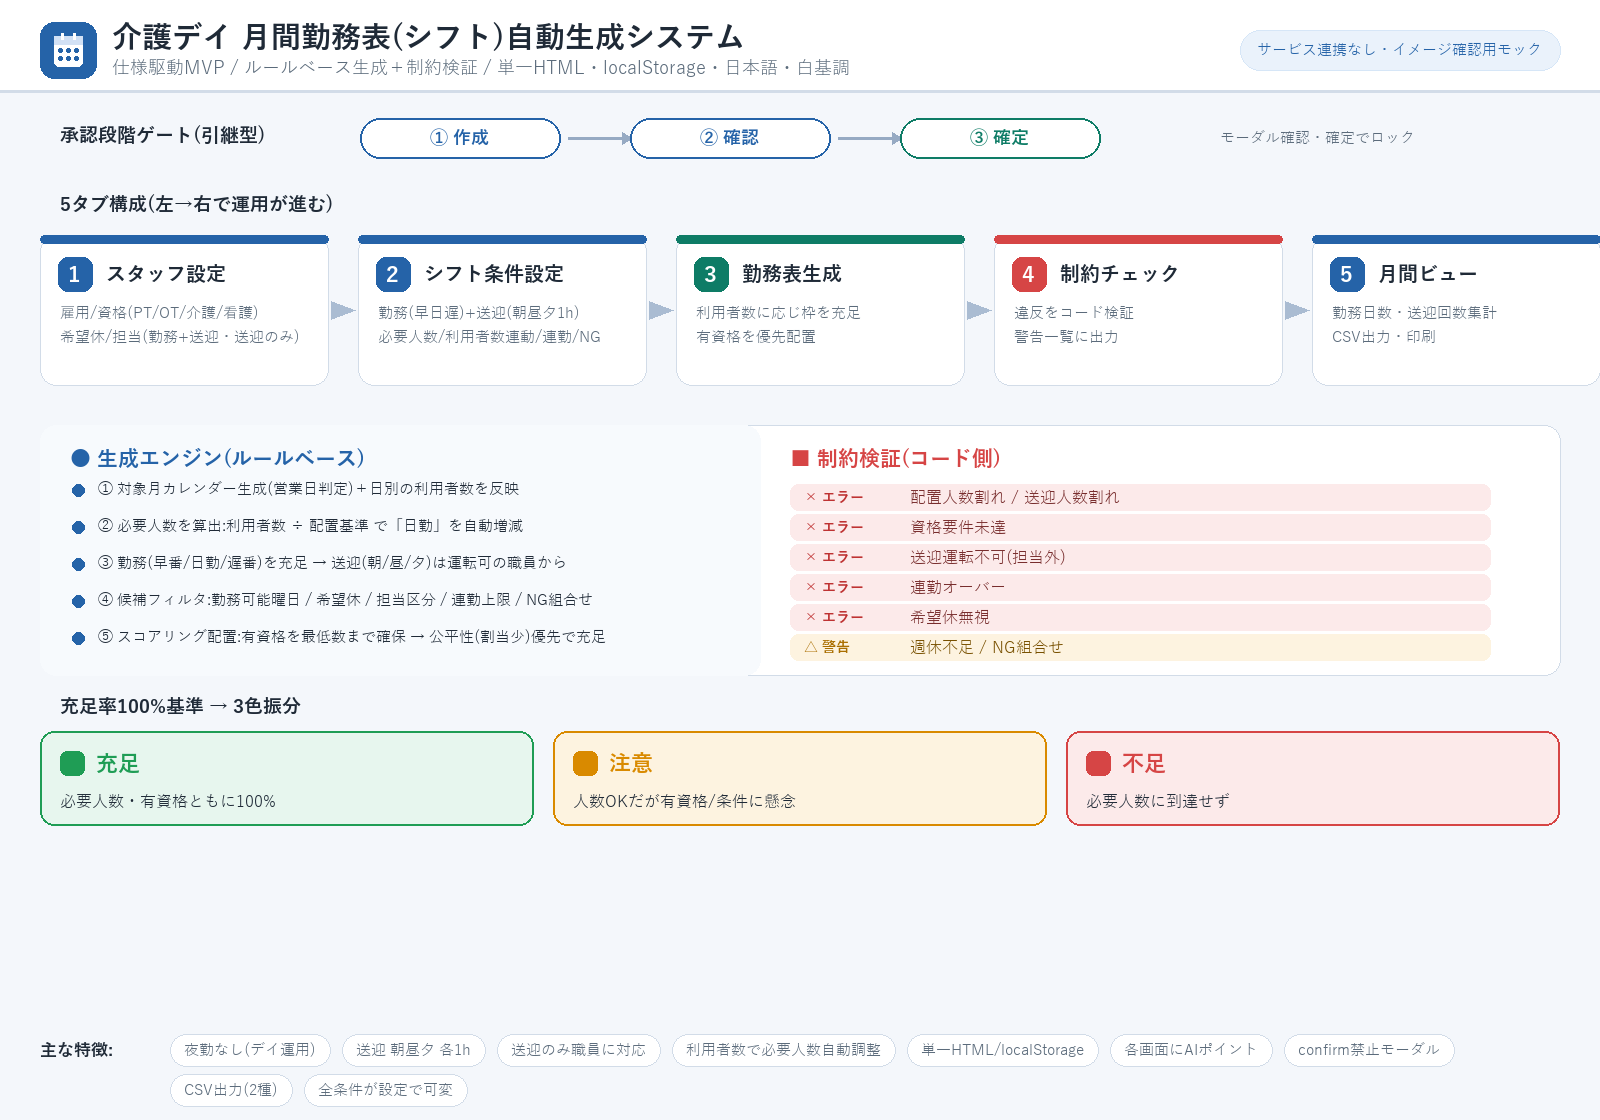 介護デイ 月間勤務表(シフト)自動生成システム
仕様駆動MVP / ルールベース生成＋制約検証 / 単一HTML・localStorage・日本語・白基調
サービス連携なし・イメージ確認用モック
承認段階ゲート(引継型)
① 作成
② 確認
③ 確定
モーダル確認・確定でロック
5タブ構成(左→右で運用が進む)
1 スタッフ設定
雇用/資格(PT/OT/介護/看護)
希望休/担当(勤務+送迎・送迎のみ)
2 シフト条件設定
勤務(早日遅)+送迎(朝昼夕1h)
必要人数/利用者数連動/連勤/NG
3 勤務表生成
利用者数に応じ枠を充足
有資格を優先配置
4 制約チェック
違反をコード検証
警告一覧に出力
5 月間ビュー
勤務日数・送迎回数集計
CSV出力・印刷
● 生成エンジン(ルールベース)
① 対象月カレンダー生成(営業日判定)＋日別の利用者数を反映
② 必要人数を算出:利用者数 ÷ 配置基準 で「日勤」を自動増減
③ 勤務(早番/日勤/遅番)を充足 → 送迎(朝/昼/夕)は運転可の職員から
④ 候補フィルタ:勤務可能曜日 / 希望休 / 担当区分 / 連勤上限 / NG組合せ
⑤ スコアリング配置:有資格を最低数まで確保 → 公平性(割当少)優先で充足
■ 制約検証(コード側)
× エラー 配置人数割れ / 送迎人数割れ
× エラー 資格要件未達
× エラー 送迎運転不可(担当外)
× エラー 連勤オーバー
× エラー 希望休無視
△ 警告 週休不足 / NG組合せ
充足率100%基準 → 3色振分
充足
必要人数・有資格ともに100%
注意
人数OKだが有資格/条件に懸念
不足
必要人数に到達せず
主な特徴:
夜勤なし(デイ運用)
送迎 朝昼夕 各1h
送迎のみ職員に対応
利用者数で必要人数自動調整
単一HTML/localStorage
各画面にAIポイント
confirm禁止モーダル
CSV出力(2種)
全条件が設定で可変